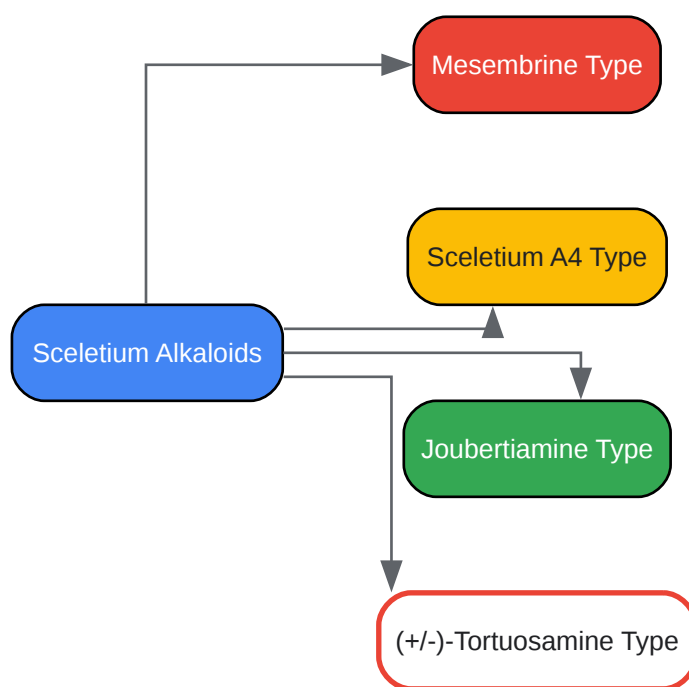 Mesembrine Type
Sceletium A4 Type
Sceletium Alkaloids
Joubertiamine Type
(+/-)-Tortuosamine Type